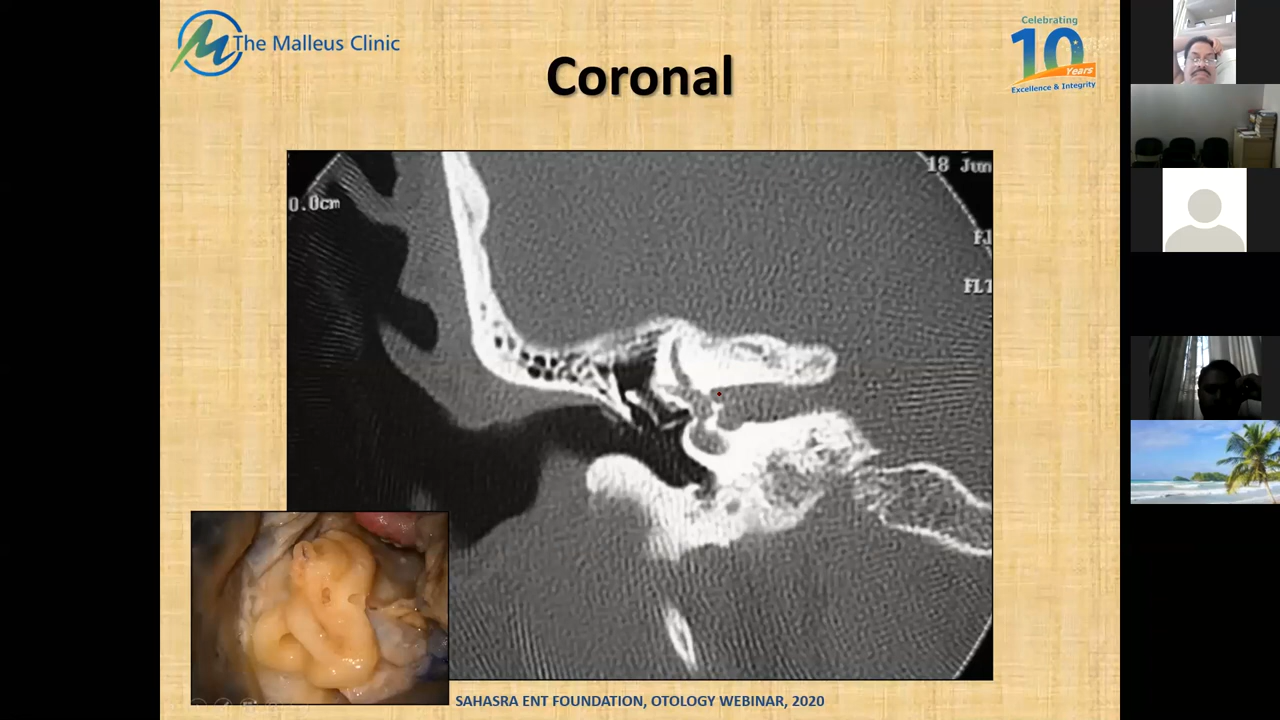 The Malleus Clinic
Celebrating
10
Years
Excellence & Integrity
Coronal
18 Jun
0.0cm
FLT
SAHASRA ENT FOUNDATION, OTOLOGY WEBINAR, 2020